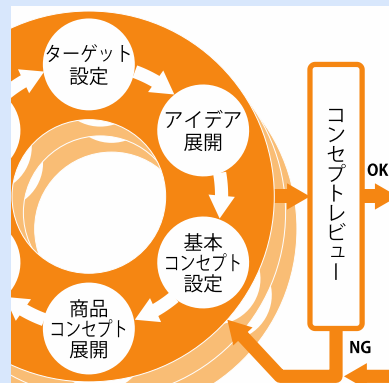 ターゲット
設定
アイデア
展開
基本
コンセプト
設定
商品
コンセプト
展開
コンセプトレビュー
OK
NG